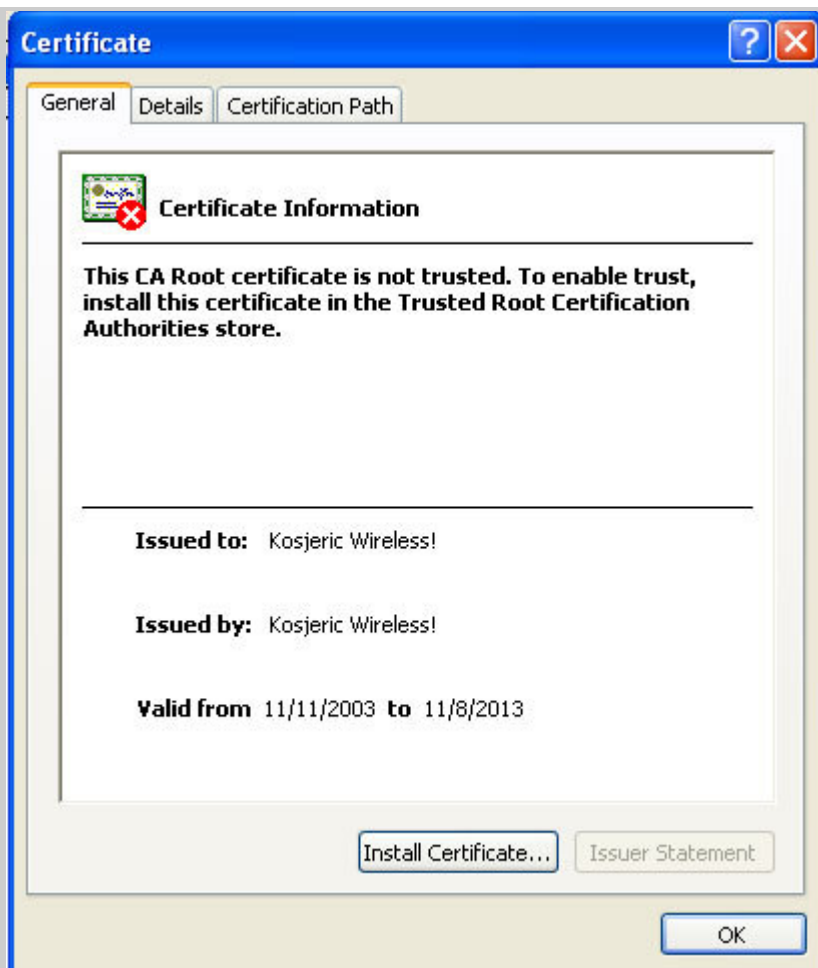 Certificate
General Details Certification Path
Certificate Information
This CA Root certificate is not trusted. To enable trust,
install this certificate in the Trusted Root Certification
Authorities store.
Issued to: Kosjeric Wireless!
Issued by: Kosjeric Wireless!
Valid from 11/11/2003 to 11/8/2013
Install Certificate... Issuer Statement
OK